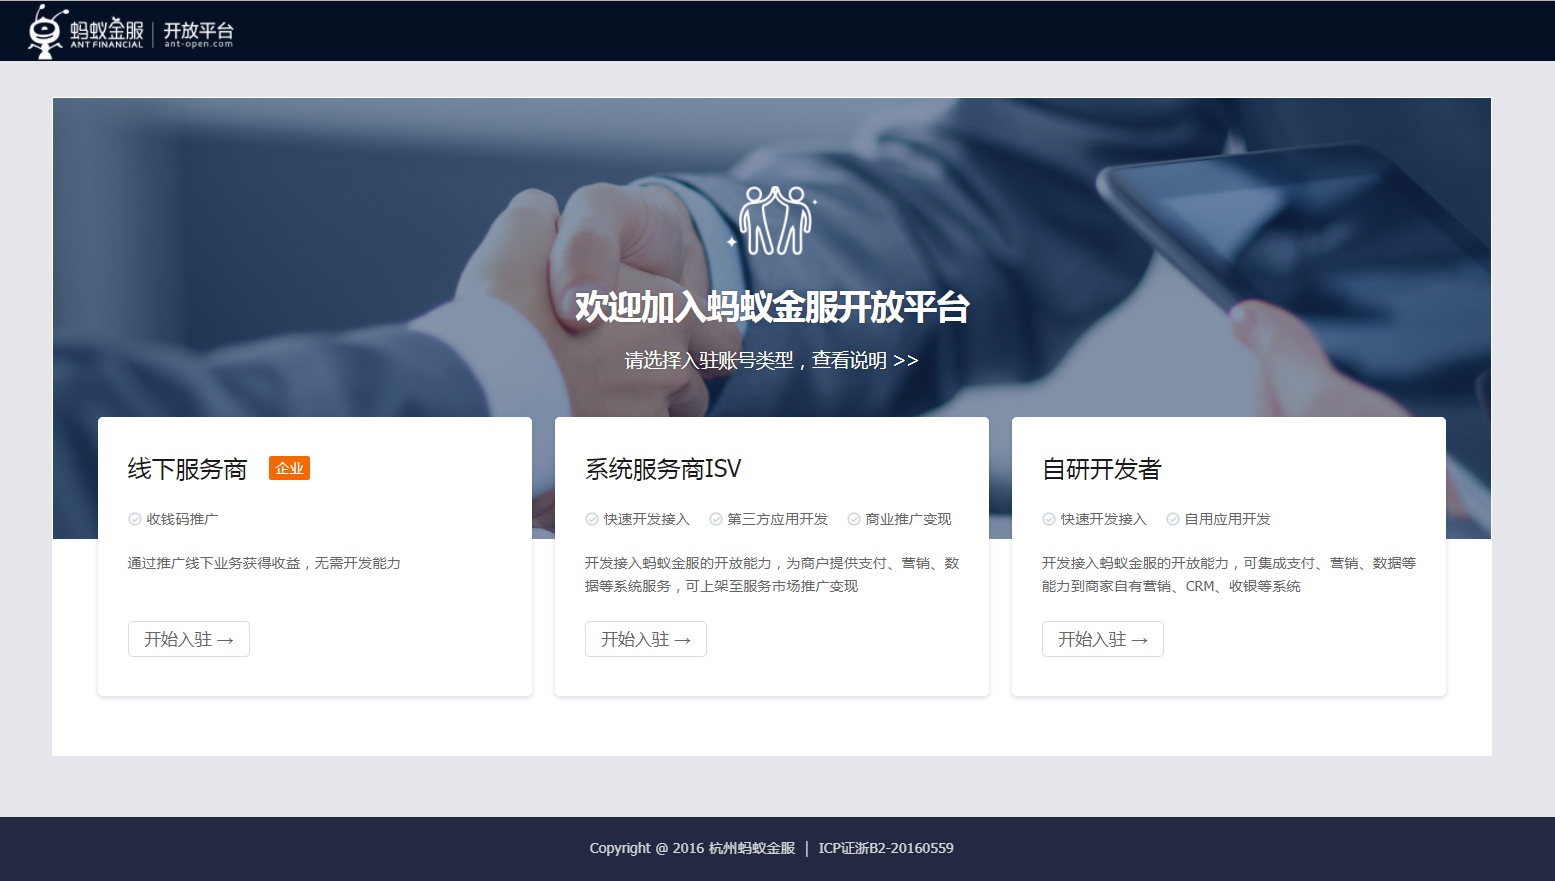 蚂蚁金服 开放平台
ANT FINANCIAL ant-open.com
欢迎加入蚂蚁金服开放平台
请选择入驻账号类型，查看说明 >>
线下服务商 企业
收钱码推广
通过推广线下业务获得收益，无需开发能力
开始入驻 →
系统服务商ISV
快速开发接入 第三方应用开发 商业推广变现
开发接入蚂蚁金服的开放能力，为商户提供支付、营销、数
据等系统服务，可上架至服务市场推广变现
开始入驻 →
自研开发者
快速开发接入 自用应用开发
开发接入蚂蚁金服的开放能力，可集成支付、营销、数据等
能力到商家自有营销、CRM、收银等系统
开始入驻 →
Copyright @ 2016 杭州蚂蚁金服 | ICP证浙B2-20160559